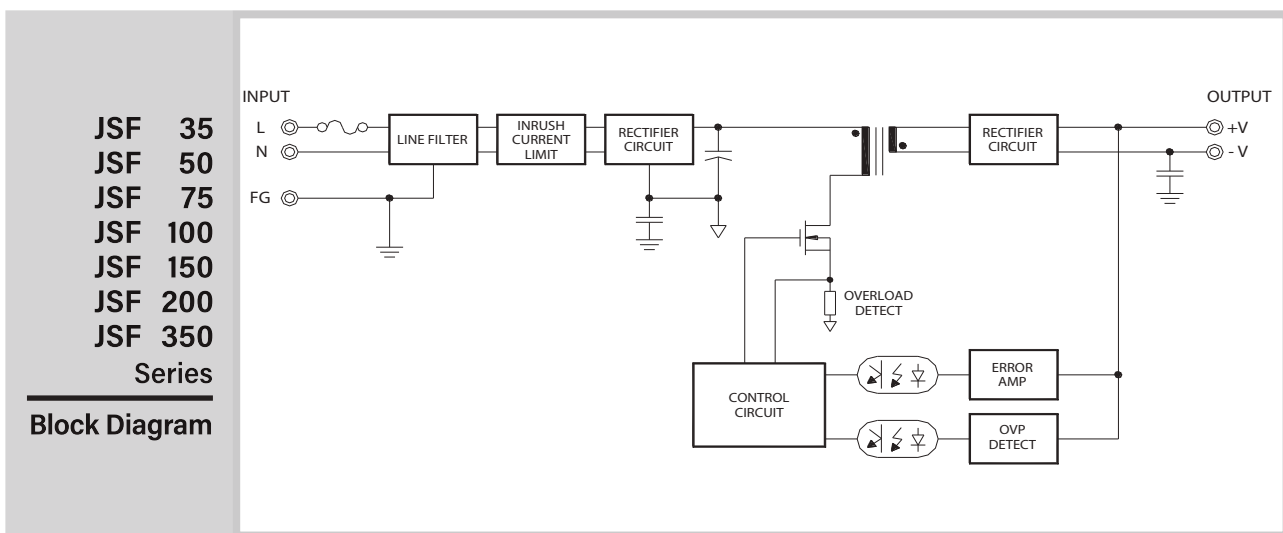 JSF 35
JSF 50
JSF 75
JSF 100
JSF 150
JSF 200
JSF 350
Series
Block Diagram
INPUT
L
N
FG
LINE FILTER
INRUSH
CURRENT
LIMIT
RECTIFIER
CIRCUIT
RECTIFIER
CIRCUIT
OUTPUT
+V
- V
OVERLOAD
DETECT
CONTROL
CIRCUIT
ERROR
AMP
OVP
DETECT